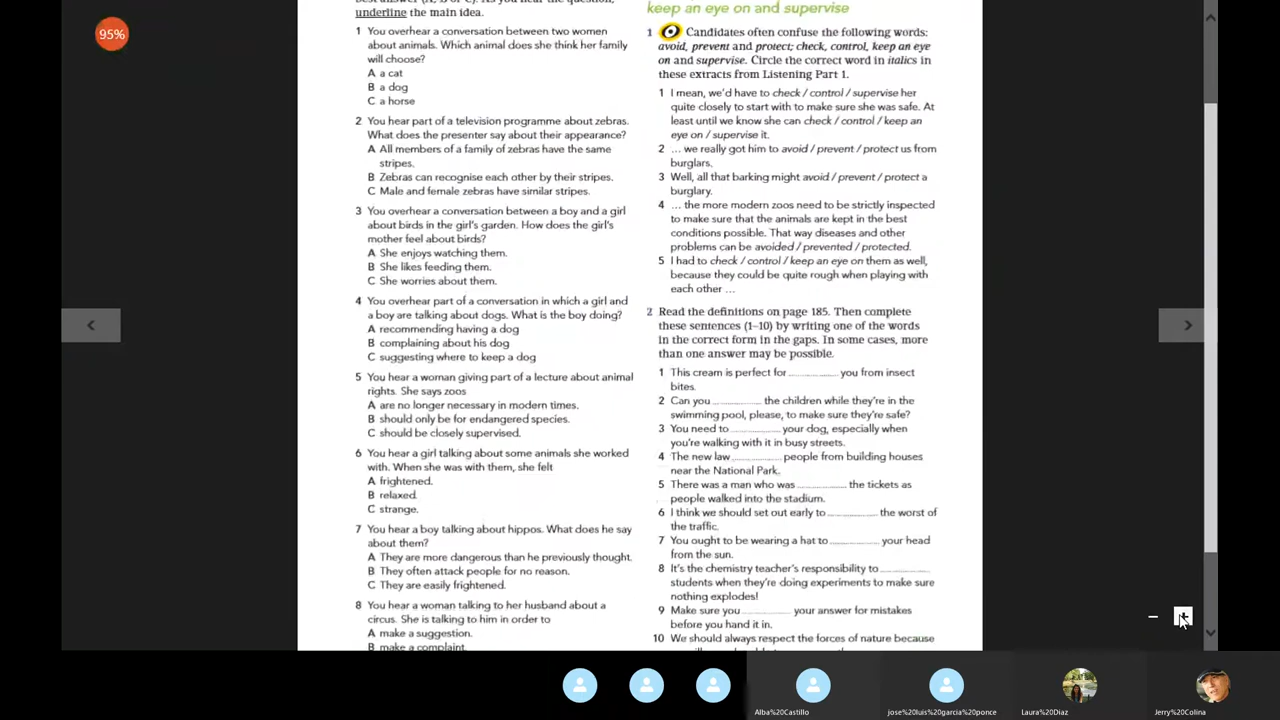 95%
best answer (A, B or C). As you hear the question,
underline the main idea.
1 You overhear a conversation between two women
about animals. Which animal does she think her family
will choose?
A a cat
B a dog
C a horse
2 You hear part of a television programme about zebras.
What does the presenter say about their appearance?
A All members of a family of zebras have the same
stripes.
B Zebras can recognise each other by their stripes.
C Male and female zebras have similar stripes.
3 You overhear a conversation between a boy and a girl
about birds in the girl's garden. How does the girl's
mother feel about birds?
A She enjoys watching them.
B She likes feeding them.
C She worries about them.
4 You overhear part of a conversation in which a girl and
a boy are talking about dogs. What is the boy doing?
A recommending having a dog
B complaining about his dog
C suggesting where to keep a dog
5 You hear a woman giving part of a lecture about animal
rights. She says zoos
A are no longer necessary in modern times.
B should only be for endangered species.
C should be closely supervised.
6 You hear a girl talking about some animals she worked
with. When she was with them, she felt
A frightened.
B relaxed.
C strange.
7 You hear a boy talking about hippos. What does he say
about them?
A They are more dangerous than he previously thought.
B They often attack people for no reason.
C They are easily frightened.
8 You hear a woman talking to her husband about a
circus. She is talking to him in order to
A make a suggestion.
B make a complaint.
keep an eye on and supervise
1 Candidates often confuse the following words:
avoid, prevent and protect; check, control, keep an eye
on and supervise. Circle the correct word in italics in
these extracts from Listening Part 1.
1 I mean, we'd have to check / control / supervise her
quite closely to start with to make sure she was safe. At
least until we know she can check / control / keep an
eye on / supervise it.
2 ... we really got him to avoid / prevent / protect us from
burglars.
3 Well, all that barking might avoid / prevent / protect a
burglary.
4 ... the more modern zoos need to be strictly inspected
to make sure that the animals are kept in the best
conditions possible. That way diseases and other
problems can be avoided / prevented / protected.
5 I had to check / control / keep an eye on them as well,
because they could be quite rough when playing with
each other ...
2 Read the definitions on page 185. Then complete
these sentences (1–10) by writing one of the words
in the correct form in the gaps. In some cases, more
than one answer may be possible.
1 This cream is perfect for .................. you from insect
bites.
2 Can you .................. the children while they're in the
swimming pool, please, to make sure they're safe?
3 You need to .................. your dog, especially when
you're walking with it in busy streets.
4 The new law .................. people from building houses
near the National Park.
5 There was a man who was .................. the tickets as
people walked into the stadium.
6 I think we should set out early to .................. the worst of
the traffic.
7 You ought to be wearing a hat to .................. your head
from the sun.
8 It's the chemistry teacher's responsibility to ..................
students when they're doing experiments to make sure
nothing explodes!
9 Make sure you .................. your answer for mistakes
before you hand it in.
10 We should always respect the forces of nature because
Alba%20Castillo
jose%20luis%20garcia%20ponce
Laura%20Diaz
Jerry%20Colina